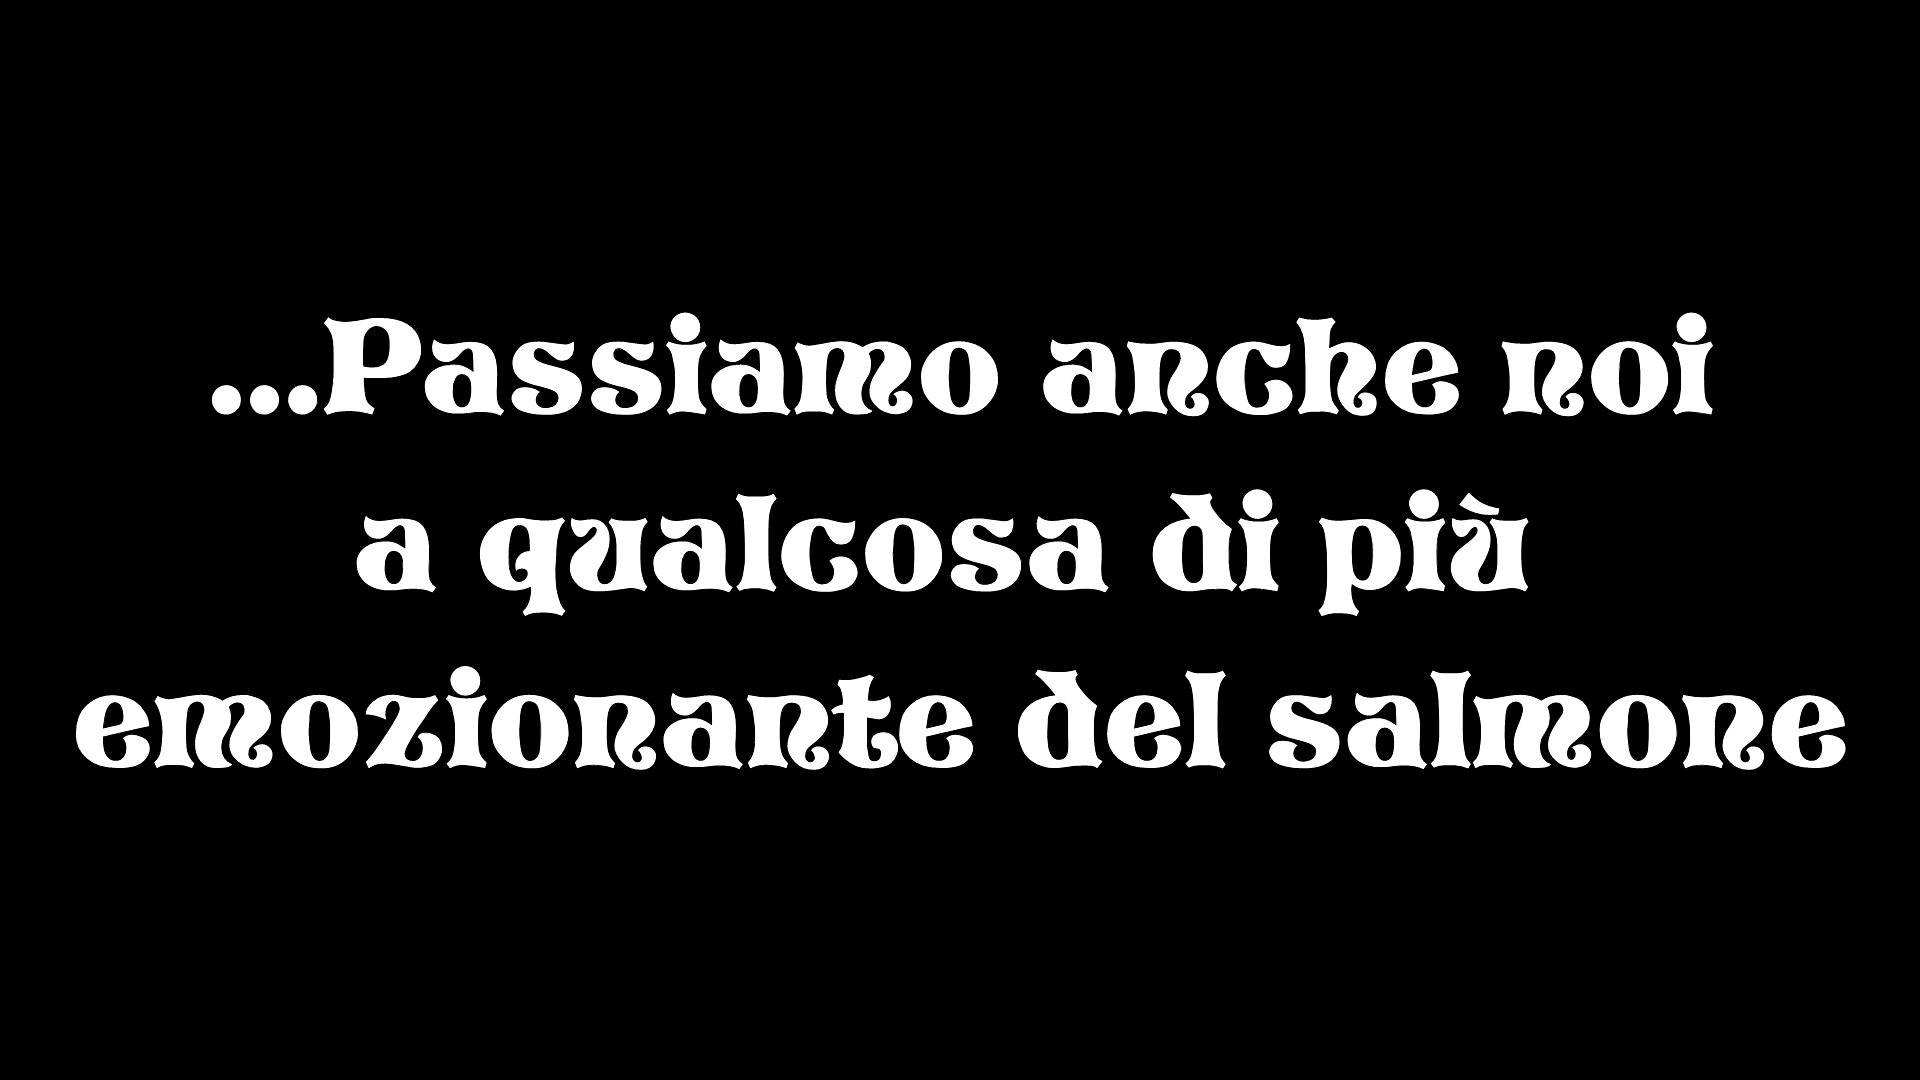 ...Passiamo anche noi
a qualcosa di più
emozionante del salmone